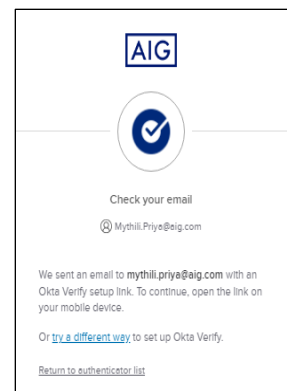 AIG
Check your email
Mythili.Priya@aig.com
We sent an email to mythili.priya@aig.com with an
Okta Verify setup link. To continue, open the link on
your mobile device.
Or try a different way to set up Okta Verify.
Return to authenticator list